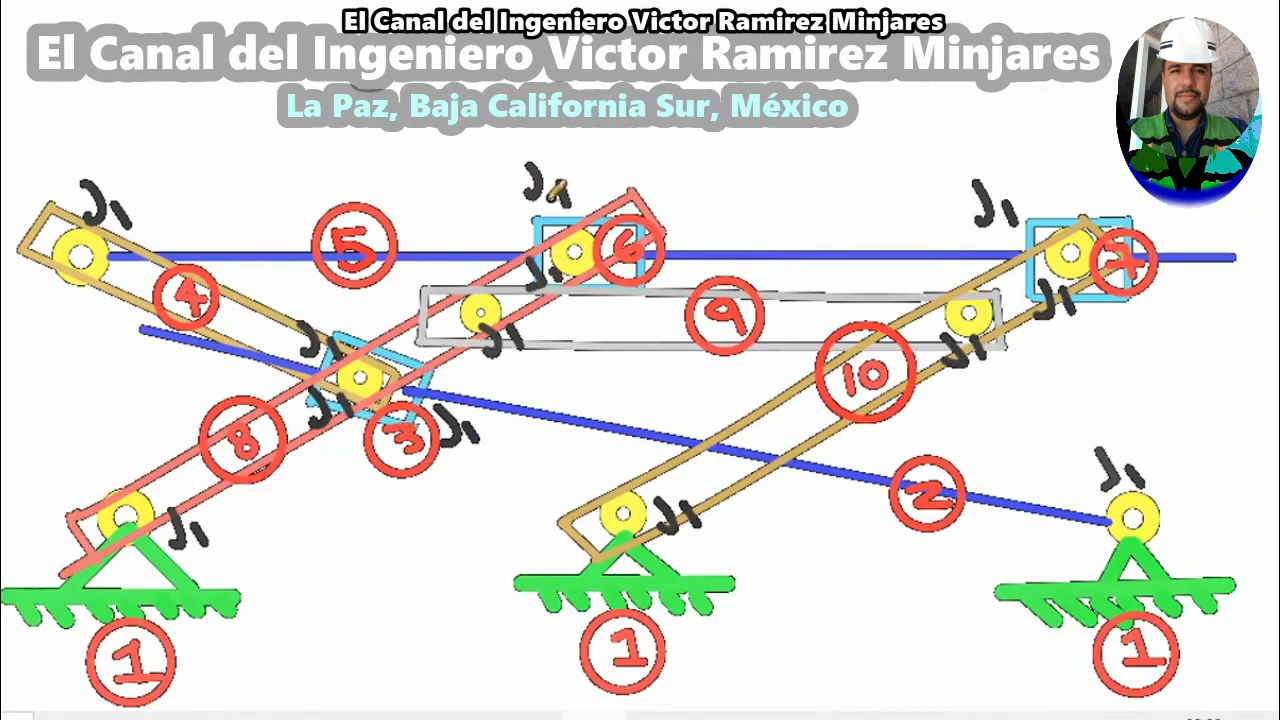 El Canal del Ingeniero Victor Ramirez Minjares
El Canal del Ingeniero Victor Ramirez Minjares
La Paz, Baja California Sur, México
J1
J1
J1
5
6
7
J1
J1
4
9
J1
J1
J1
10
J1
8
3
J1
J1
2
J1
J1
1
1
1